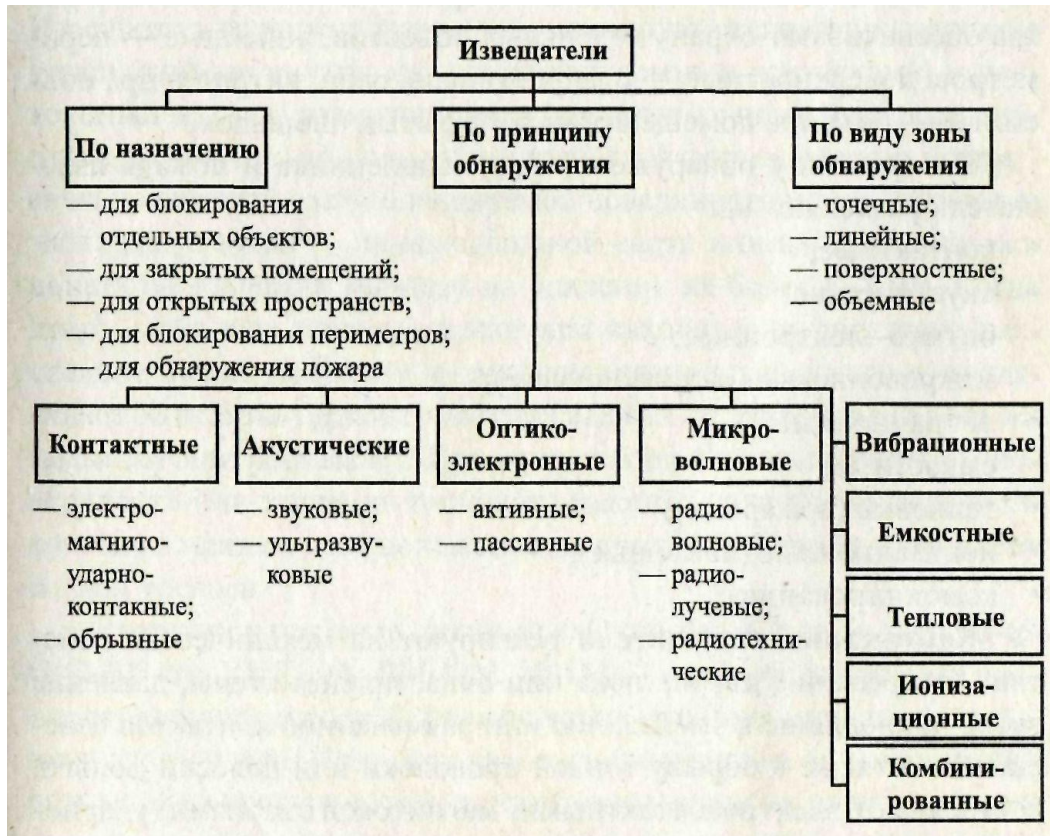 Извещатели
По назначению
По принципу
обнаружения
По виду зоны
обнаружения
— для блокирования
отдельных объектов;
— для закрытых помещений;
— для открытых пространств;
— для блокирования периметров;
— для обнаружения пожара
— точечные;
— линейные;
— поверхностные;
— объемные
Контактные
Акустические
Оптико-
электронные
Микро-
волновые
Вибрационные
Емкостные
Тепловые
Иониза-
ционные
Комбини-
рованные
— электро-
магнито-
ударно-
контакные;
— обрывные
— звуковые;
— ультразву-
ковые
— активные;
— пассивные
— радио-
волновые;
— радио-
лучевые;
— радиотехни-
ческие